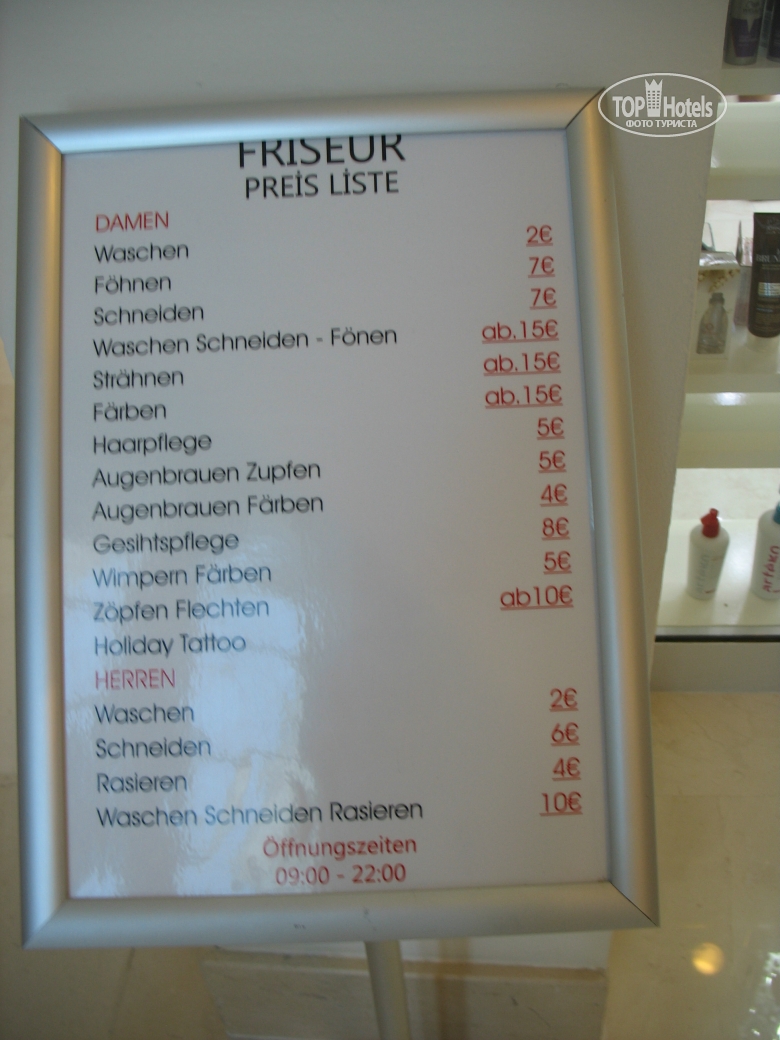 TOP Hotels
ФОТО ТУРИСТА
FRISEUR
PREİS LİSTE
DAMEN
Waschen 2€
Föhnen 7€
Schneiden 7€
Waschen Schneiden - Fönen ab.15€
Strähnen ab.15€
Färben ab.15€
Haarpflege 5€
Augenbrauen Zupfen 5€
Augenbrauen Färben 4€
Gesihtspflege 8€
Wimpern Färben 5€
Zöpfen Flechten ab10€
Holiday Tattoo
HERREN
Waschen 2€
Schneiden 6€
Rasieren 4€
Waschen Schneiden Rasieren 10€
Öffnungszeiten
09:00 - 22:00